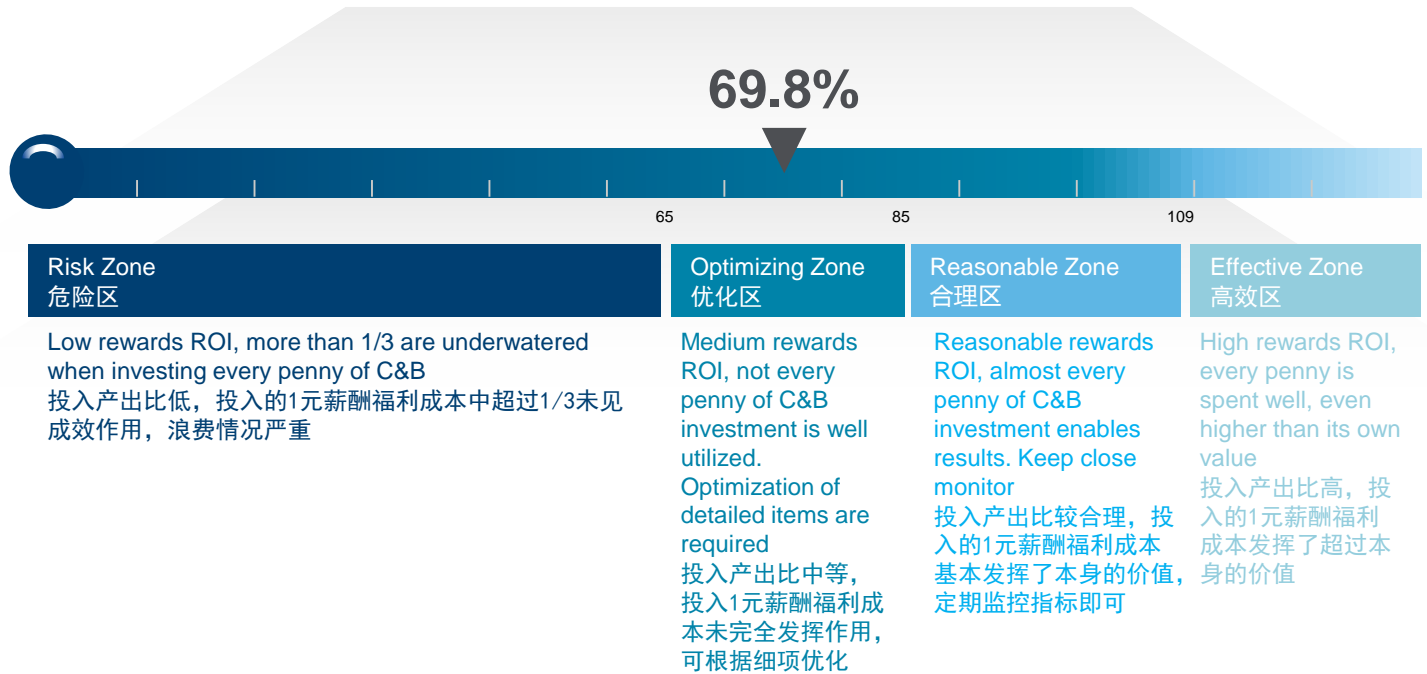 69.8%
65
85
109
Risk Zone
危险区
Low rewards ROI, more than 1/3 are underwatered
when investing every penny of C&B
投入产出比低，投入的1元薪酬福利成本中超过1/3未见
成效作用，浪费情况严重
Optimizing Zone
优化区
Medium rewards
ROI, not every
penny of C&B
investment is well
utilized.
Optimization of
detailed items are
required
投入产出比中等，
投入1元薪酬福利成
本未完全发挥作用，
可根据细项优化
Reasonable Zone
合理区
Reasonable rewards
ROI, almost every
penny of C&B
investment enables
results. Keep close
monitor
投入产出比较合理，投
入的1元薪酬福利成本
基本发挥了本身的价值，
定期监控指标即可
Effective Zone
高效区
High rewards ROI,
every penny is
spent well, even
higher than its own
value
投入产出比高，投
入的1元薪酬福利
成本发挥了超过本
身的价值